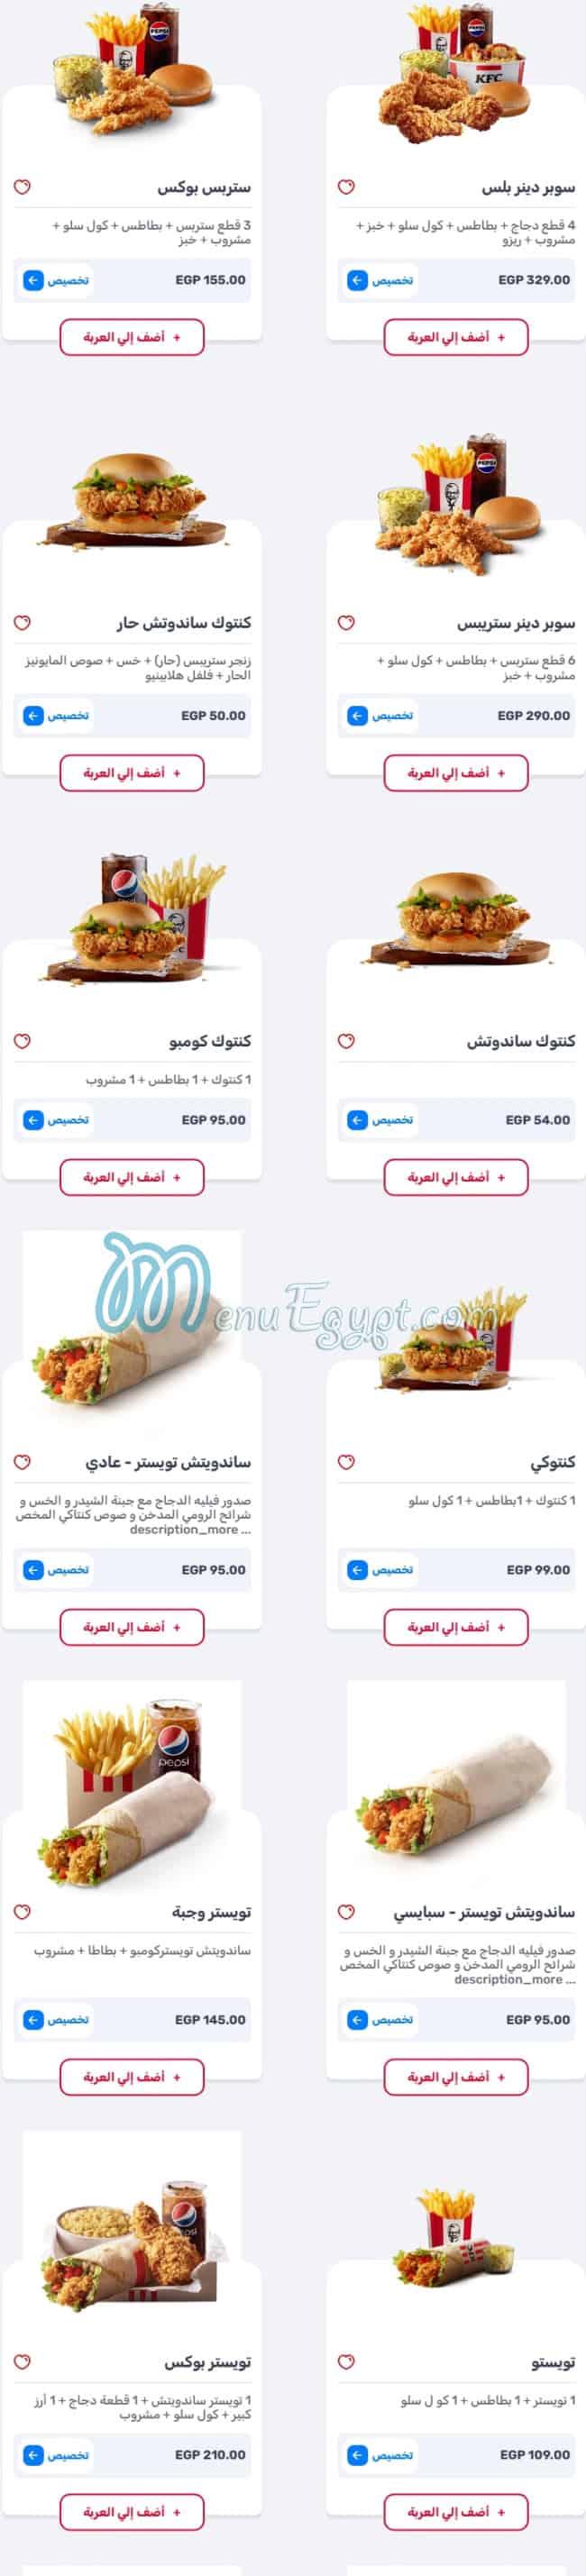 سوبر دينر بلس
4 قطع دجاج + بطاطس + كول سلو + خبز +
مشروب + ريزو
EGP 329.00
تخصيص
+ أضف إلي العربة
ستربس بوكس
3 قطع ستربس + بطاطس + كول سلو +
مشروب + خبز
EGP 155.00
تخصيص
+ أضف إلي العربة
سوبر دينر ستريبس
6 قطع ستربس + بطاطس + كول سلو +
مشروب + خبز
EGP 290.00
تخصيص
+ أضف إلي العربة
كنتوك ساندوتش حار
زنجر ستريبس (حار) + خس + صوص المايونيز
الحار + فلفل هلابينيو
EGP 50.00
تخصيص
+ أضف إلي العربة
كنتوك ساندوتش
EGP 54.00
تخصيص
+ أضف إلي العربة
كنتوك كومبو
1 كنتوك + 1 بطاطس + 1 مشروب
EGP 95.00
تخصيص
+ أضف إلي العربة
MenuEgypt.com
كنتوكي
1 كنتوك + 1بطاطس + 1 كول سلو
EGP 99.00
تخصيص
+ أضف إلي العربة
ساندويتش تويستر - عادي
صدور فيليه الدجاج مع جبنة الشيدر و الخس و
شرائح الرومي المدخن و صوص كنتاكي المخص
... description_more
EGP 95.00
تخصيص
+ أضف إلي العربة
ساندويتش تويستر - سبايسي
صدور فيليه الدجاج مع جبنة الشيدر و الخس و
شرائح الرومي المدخن و صوص كنتاكي المخص
... description_more
EGP 95.00
تخصيص
+ أضف إلي العربة
pepsi
تويستر وجبة
ساندويتش تويستركومبو + بطاطا + مشروب
EGP 145.00
تخصيص
+ أضف إلي العربة
تويستو
1 تويستر + 1 بطاطس + 1 كو ل سلو
EGP 109.00
تخصيص
+ أضف إلي العربة
تويستر بوكس
1 تويستر ساندويتش + 1 قطعة دجاج + 1 أرز
كبير + كول سلو + مشروب
EGP 210.00
تخصيص
+ أضف إلي العربة
KFC
PEPSI
PEPSI
PEPSI